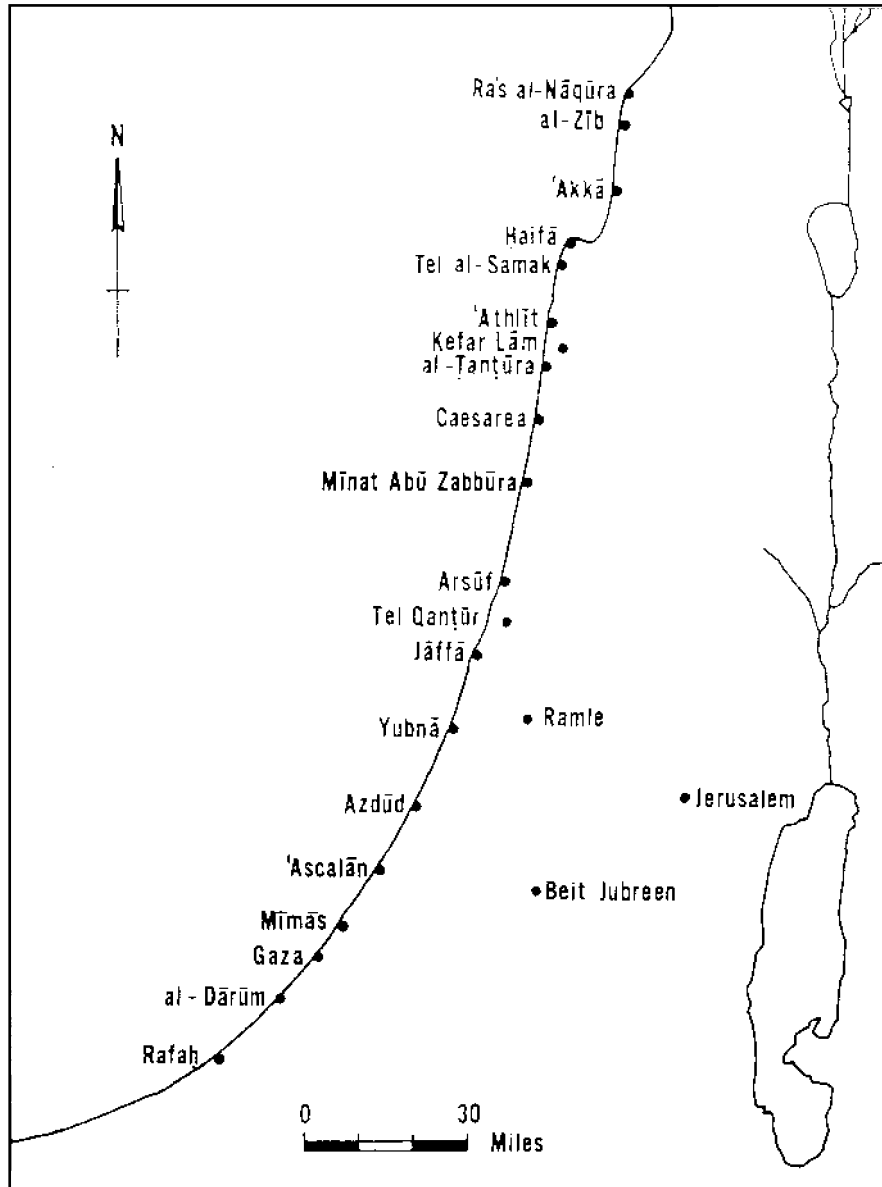 Ra's al-Nāqūra
al-Zīb
N
'Akkā
Ḥaifā
Tel al-Samak
'Athlīt
Kefar Lām
al-Ṭanṭūra
Caesarea
Mīnat Abū Zabbūra
Arsūf
Tel Qanṭūr
Jāffā
Ramle
Yubnā
Jerusalem
Azdūd
'Ascalān
Beit Jubreen
Mīmās
Gaza
al-Dārūm
Rafaḥ
0 30
Miles